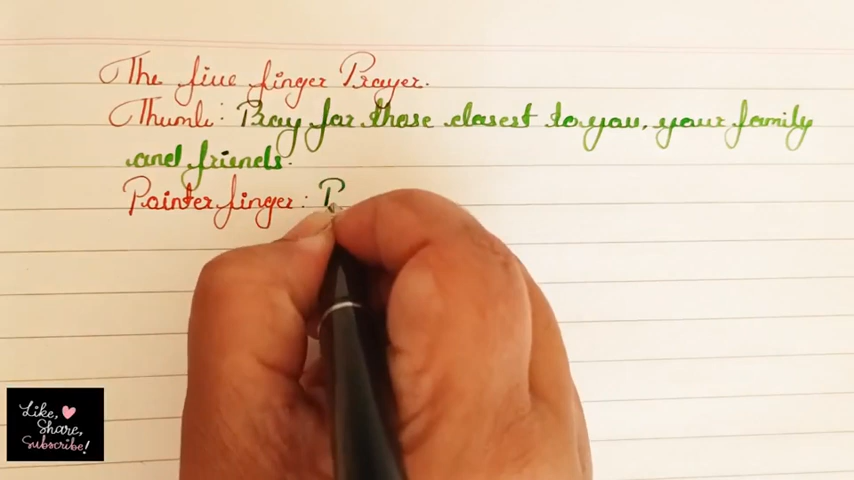 The five finger Prayer.
Thumb: Pray for those closest to you, your family
and friends.
Pointer finger: P
Like,
Share,
Subscribe!